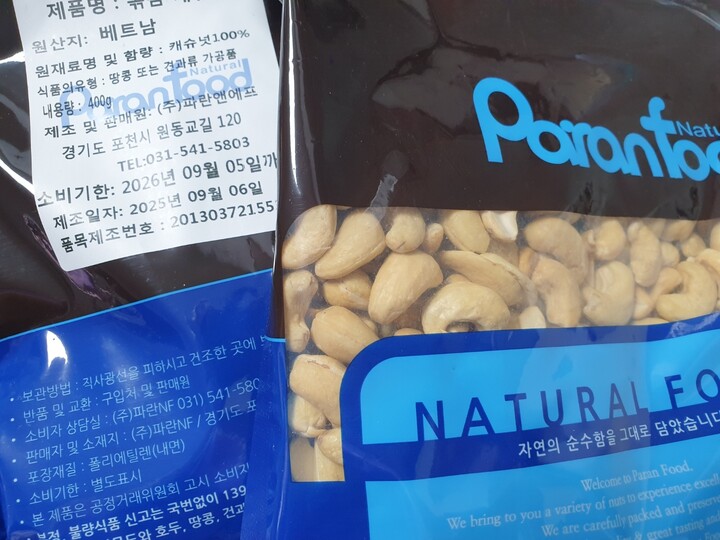 제품명 : 볶음
원산지: 베트남
원재료명 및 함량 : 캐슈넛100%
식품의유형 : 땅콩 또는 견과류 가공품
내용량 : 400g
제조 및 판매원: (주)파란앤에프
경기도 포천시 원동교길 120
TEL:031-541-5803
소비기한: 2026년 09월 05일까
제조일자: 2025년 09월 06일
품목제조번호 : 201303721551
Natural
Paranfood
• 보관방법 : 직사광선을 피하시고 건조한 곳에
• 반품 및 교환 : 구입처 및 판매원
• 소비자 상담실 : (주)파란NF 031) 541-580
• 판매자 및 소재지 : (주)파란NF / 경기도 포
• 포장재질 : 폴리에틸렌(내면)
• 소비기한 : 별도표시
• 본 제품은 공정거래위원회 고시 소비자
불량식품 신고는 국번없이 139
호두, 땅콩,
Natu
Paranfoo
NATURAL FO
자연의 순수함을 그대로 담았습니다
Welcome to Paran Food.
We bring to you a variety of nuts to experience excel
We are carefully packed and preserv
& great tasting and